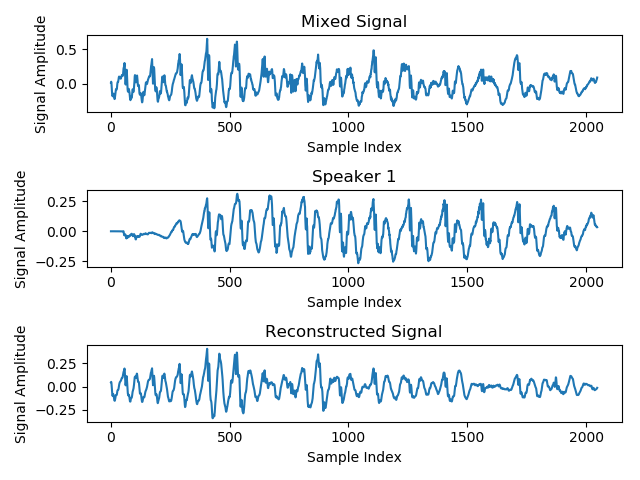 Mixed Signal
Signal Amplitude
0.5
0.0
0 500 1000 1500 2000
Sample Index
Speaker 1
Signal Amplitude
0.25
0.00
−0.25
0 500 1000 1500 2000
Sample Index
Reconstructed Signal
Signal Amplitude
0.25
0.00
−0.25
0 500 1000 1500 2000
Sample Index